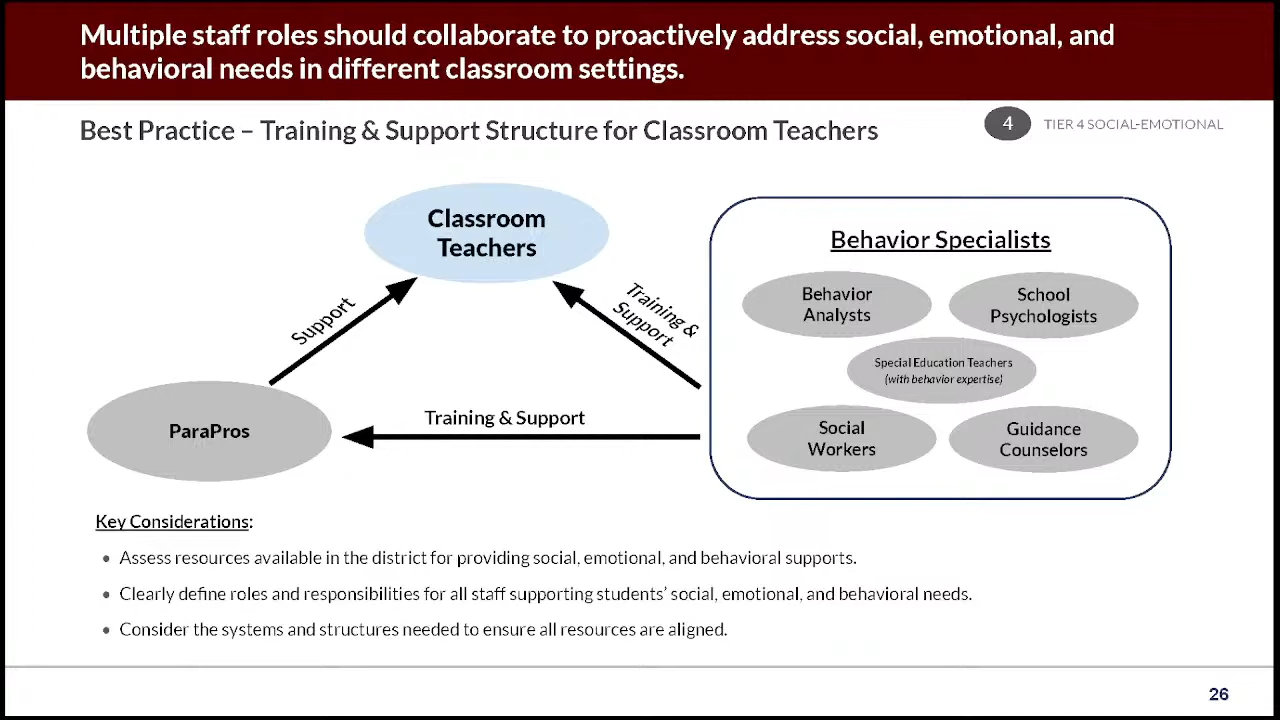 Multiple staff roles should collaborate to proactively address social, emotional, and
behavioral needs in different classroom settings.
Best Practice – Training & Support Structure for Classroom Teachers
4
TIER 4 SOCIAL-EMOTIONAL
Classroom
Teachers
Support
Training &
Support
ParaPros
Training & Support
Behavior Specialists
Behavior
Analysts
School
Psychologists
Special Education Teachers
(with behavior expertise)
Social
Workers
Guidance
Counselors
Key Considerations:
• Assess resources available in the district for providing social, emotional, and behavioral supports.
• Clearly define roles and responsibilities for all staff supporting students’ social, emotional, and behavioral needs.
• Consider the systems and structures needed to ensure all resources are aligned.
26